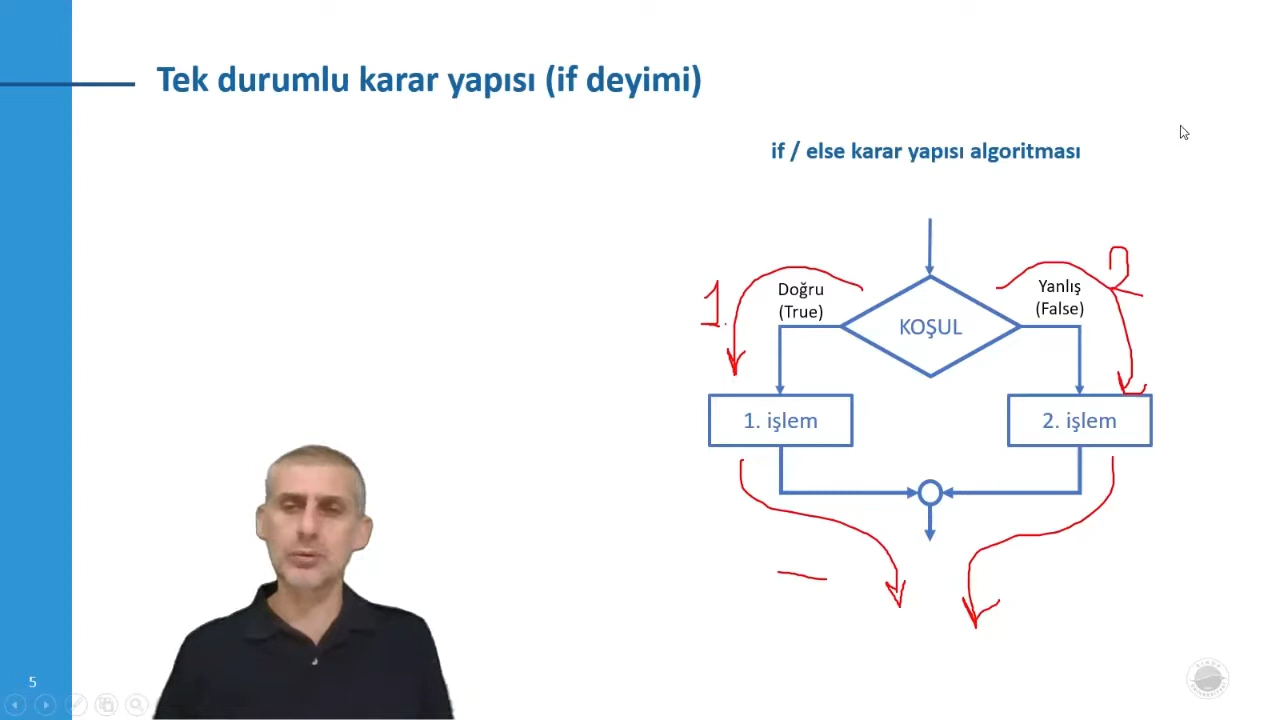 Tek durumlu karar yapısı (if deyimi)
if / else karar yapısı algoritması
1.
2
Doğru
(True)
Yanlış
(False)
KOŞUL
1. işlem
2. işlem
5